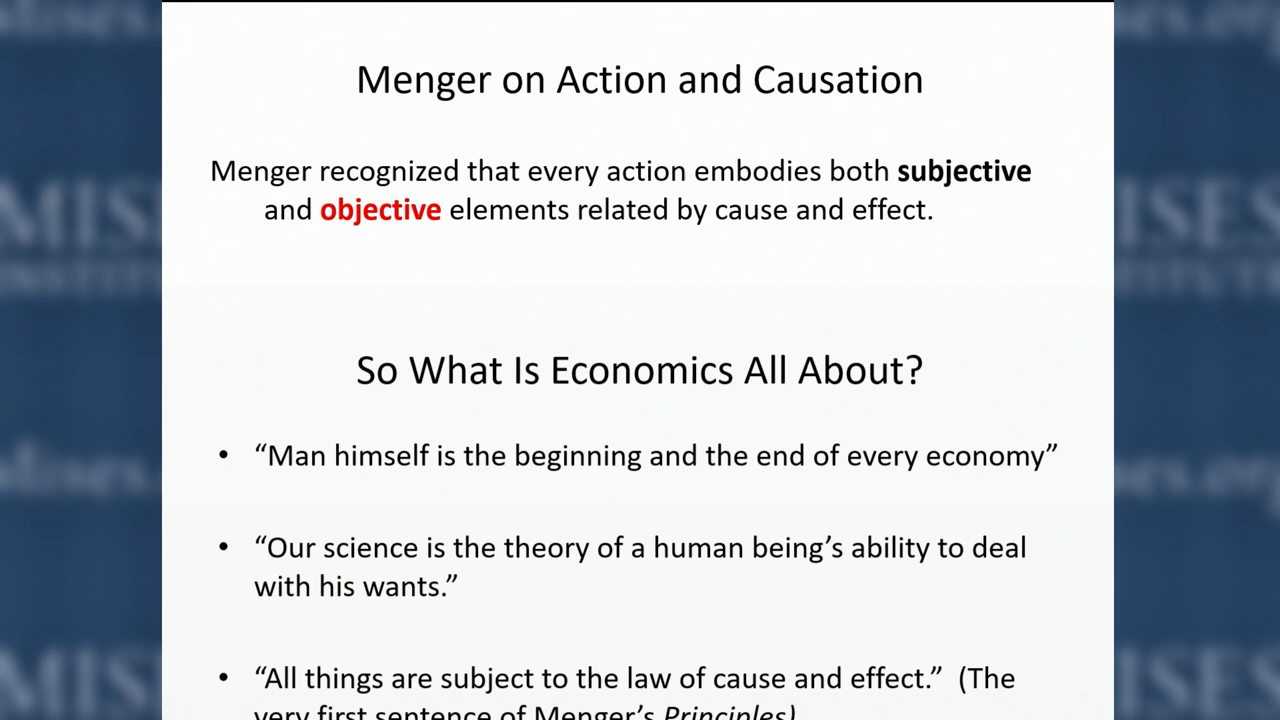 Menger on Action and Causation
Menger recognized that every action embodies both subjective
and objective elements related by cause and effect.
So What Is Economics All About?
• “Man himself is the beginning and the end of every economy”
• “Our science is the theory of a human being’s ability to deal
with his wants.”
• “All things are subject to the law of cause and effect.” (The
very first sentence of Menger’s Principles)